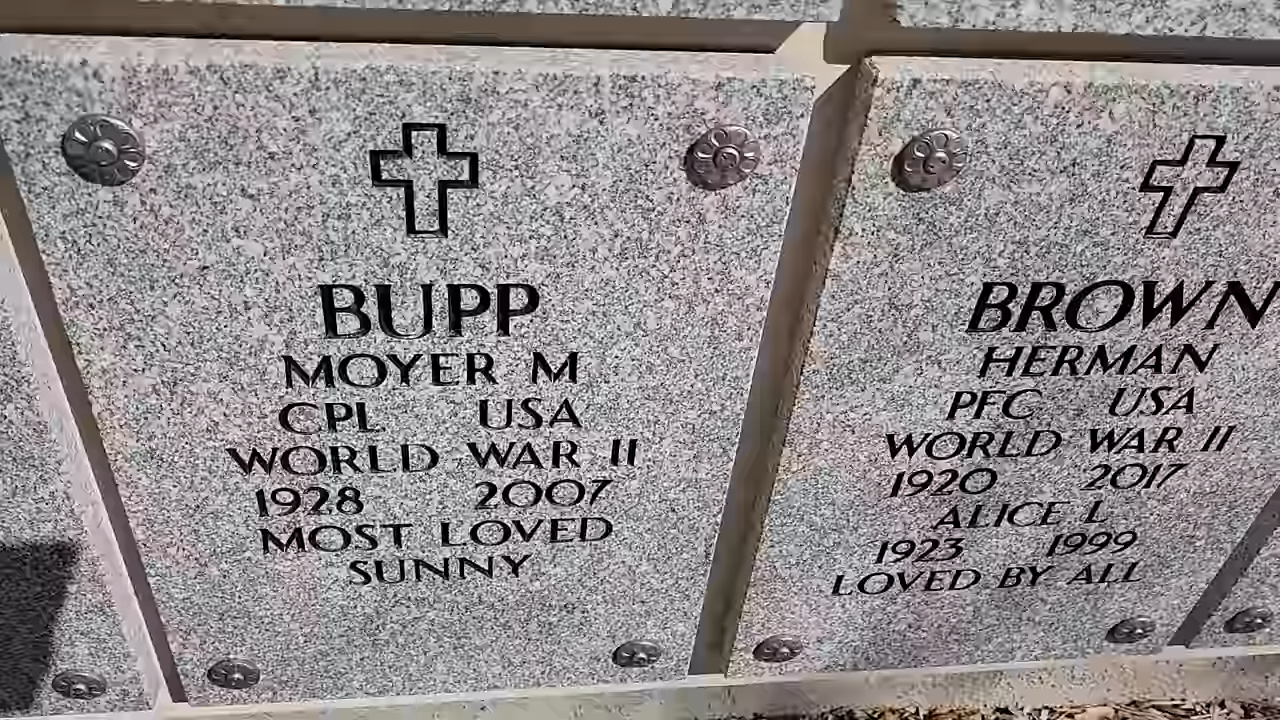 BUPP
MOYER M
CPL USA
WORLD WAR II
1928 2007
MOST LOVED
SUNNY
BROWN
HERMAN
PFC USA
WORLD WAR II
1920 2017
ALICE L
1923 1999
LOVED BY ALL